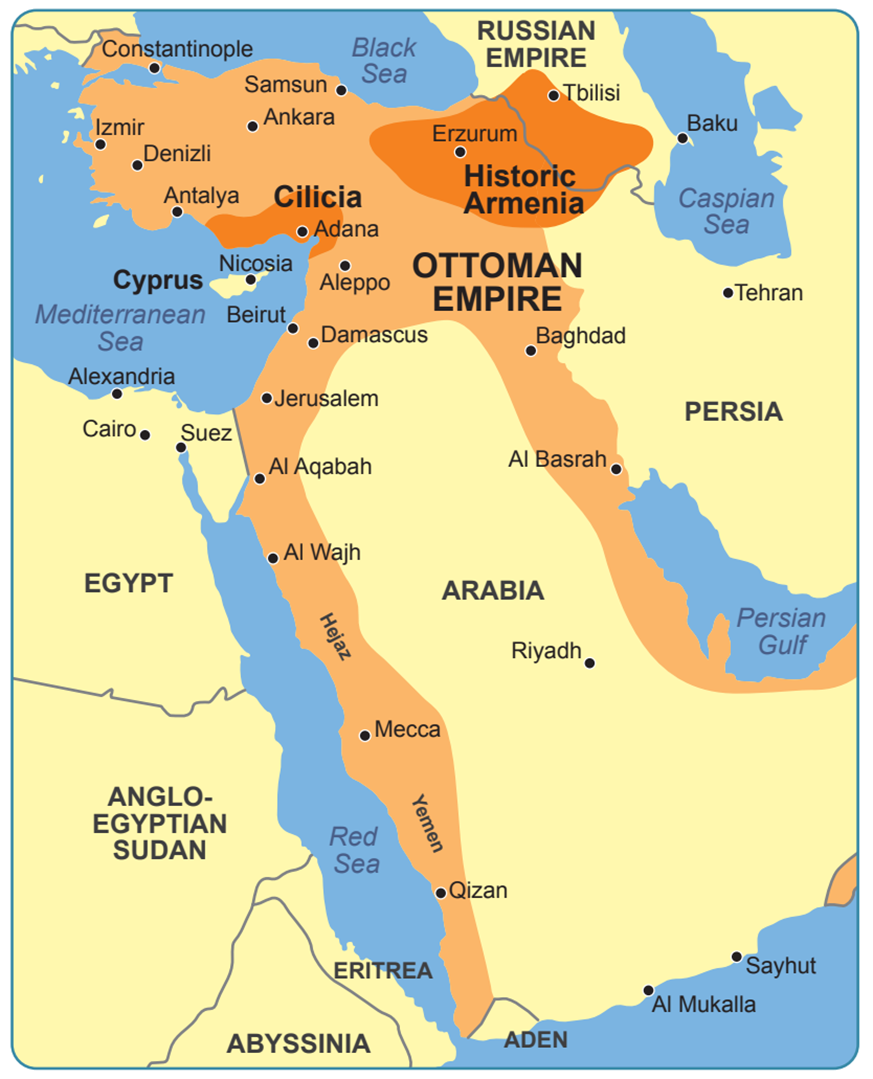 RUSSIAN
EMPIRE
Constantinople
Black
Sea
Samsun
Tbilisi
Ankara
Izmir
Erzurum
Baku
Denizli
Historic
Armenia
Antalya
Cilicia
Caspian
Sea
Adana
Nicosia
Cyprus
Aleppo
OTTOMAN
EMPIRE
Tehran
Mediterranean
Sea
Beirut
Damascus
Baghdad
Alexandria
Jerusalem
PERSIA
Cairo
Suez
Al Aqabah
Al Basrah
Al Wajh
EGYPT
ARABIA
Hejaz
Persian
Gulf
Riyadh
Mecca
ANGLO-
EGYPTIAN
SUDAN
Yemen
Red
Sea
Qizan
ERITREA
Sayhut
Al Mukalla
ABYSSINIA
ADEN